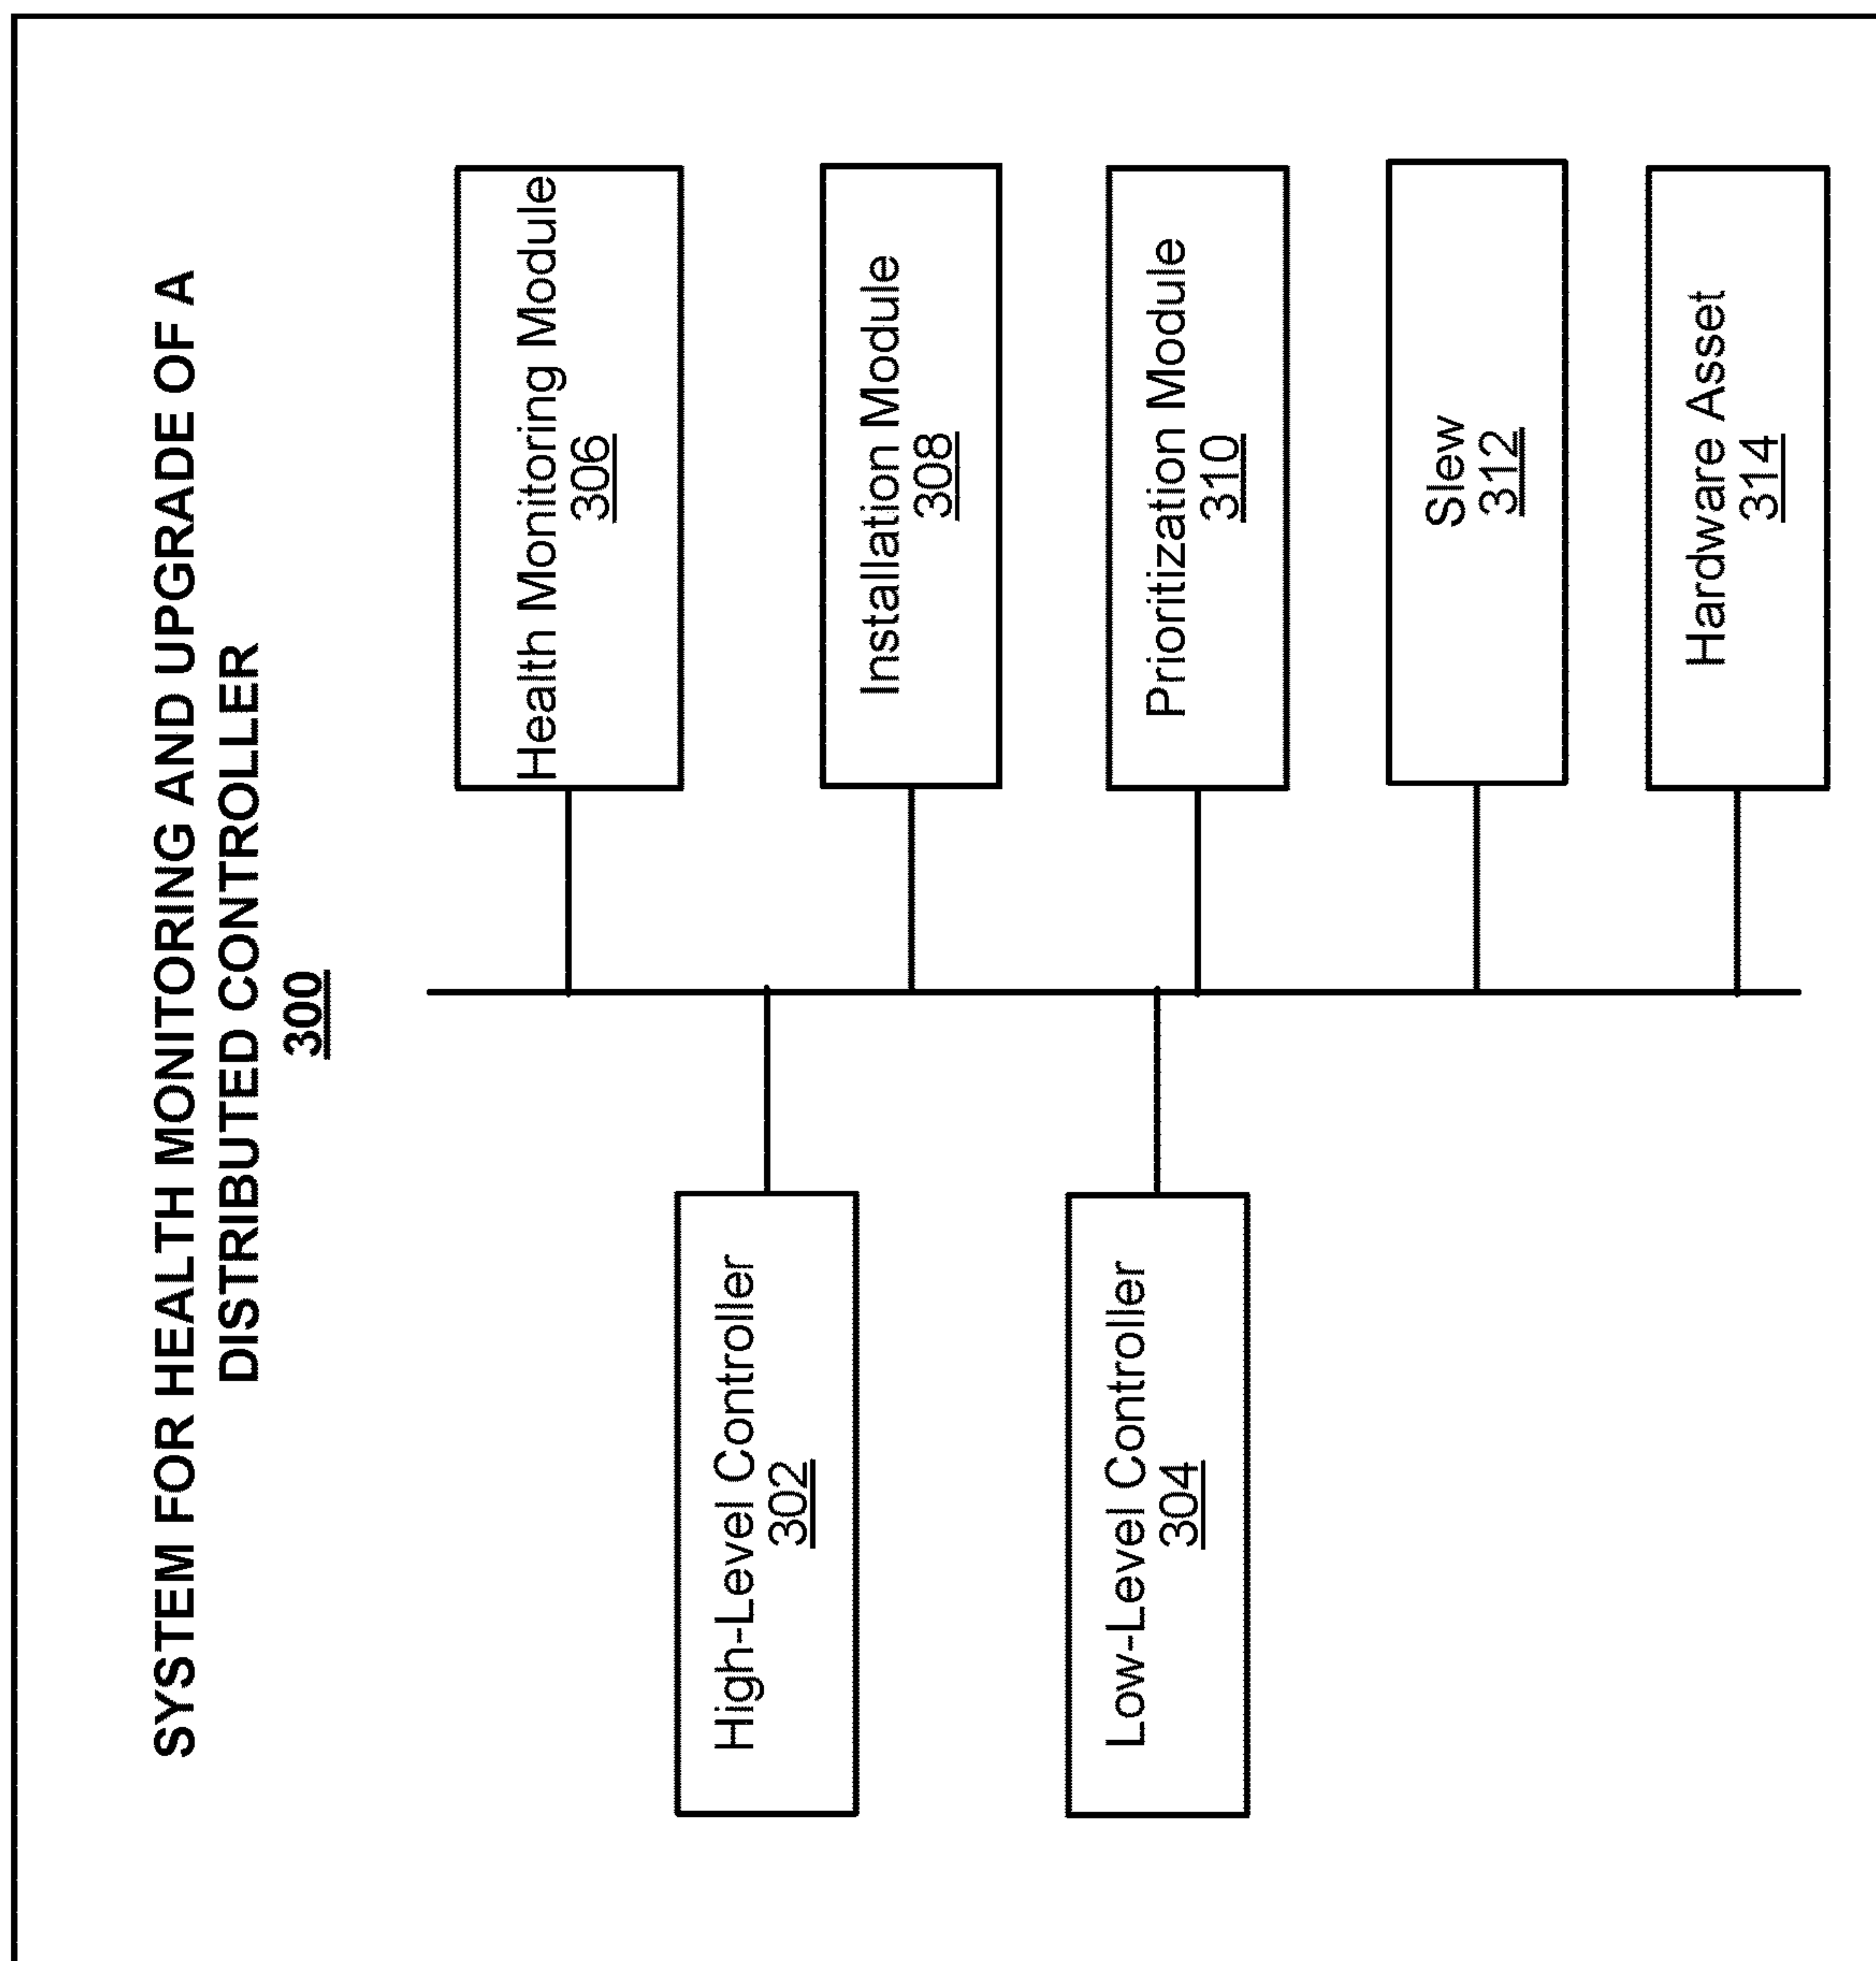 SYSTEM FOR HEALTH MONITORING AND UPGRADE OF A
DISTRIBUTED CONTROLLER
300
High-Level Controller
302
Low-Level Controller
304
Health Monitoring Module
306
Installation Module
308
Prioritization Module
310
Slew
312
Hardware Asset
314